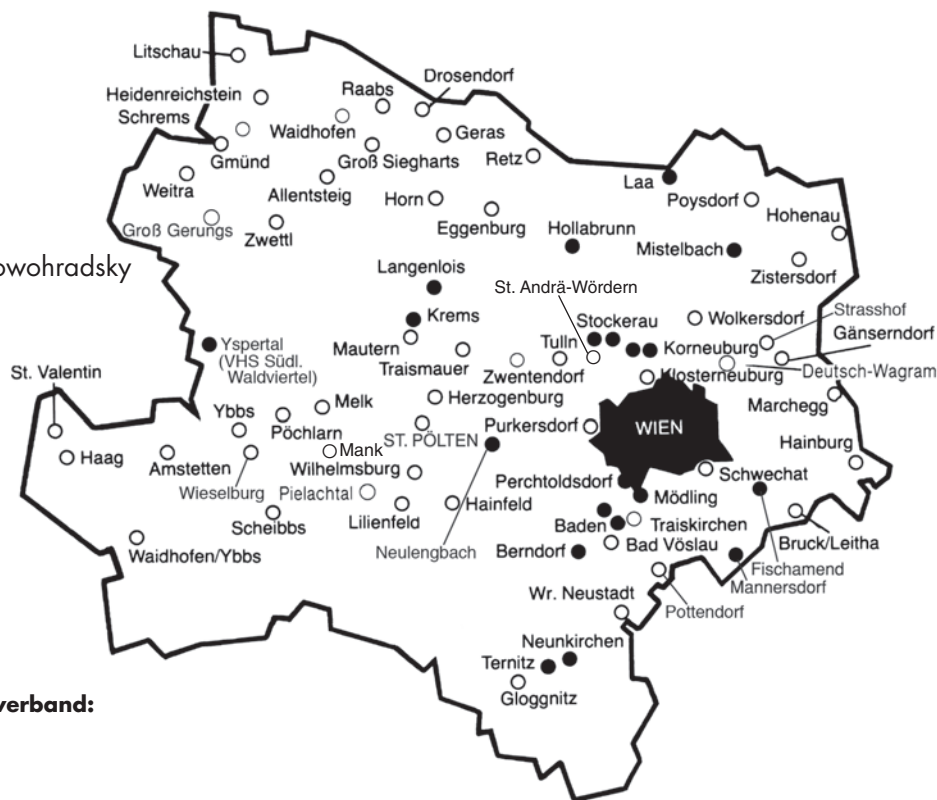 Litschau
Drosendorf
Raabs
Heidenreichstein
Schrems
Waidhofen
Geras
Gmünd
Groß Siegharts
Retz
Weitra
Allentsteig
Laa
Horn
Poysdorf
Groß Gerungs
Zwettl
Eggenburg
Hohenau
Hollabrunn
Mistelbach
owohradsky
Langenlois
Zistersdorf
St. Andrä-Wördern
Krems
Stockerau
Wolkersdorf
Strasshof
Gänserndorf
Yspertal
(VHS Südl.
Waldviertel)
Mautern
Traismauer
Tulln
Korneuburg
St. Valentin
Zwentendorf
Klosterneuburg
Deutsch-Wagram
Herzogenburg
Marchegg
Ybbs
Melk
Pöchlarn
ST. PÖLTEN
Purkersdorf
WIEN
Hainburg
Haag
Amstetten
Mank
Wilhelmsburg
Schwechat
Wieselburg
Pielachtal
Perchtoldsdorf
Mödling
Scheibbs
Lilienfeld
Hainfeld
Baden
Traiskirchen
Waidhofen/Ybbs
Neulengbach
Berndorf
Bad Vöslau
Bruck/Leitha
Fischamend
Mannersdorf
Wr. Neustadt
Pottendorf
Neunkirchen
Ternitz
Gloggnitz
verband: